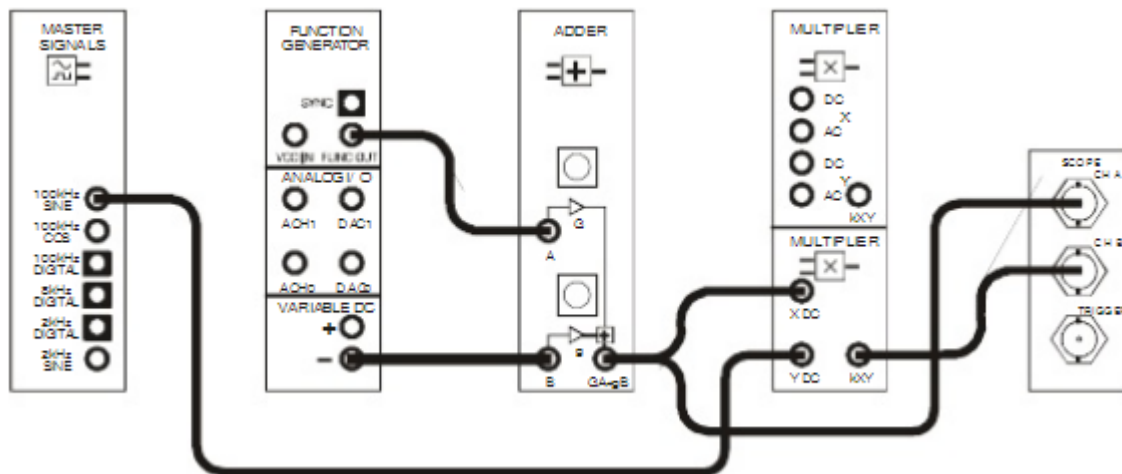 MASTER
SIGNALS
100kHz
SINE
100kHz
COS
100kHz
DIGITAL
8kHz
DIGITAL
2kHz
DIGITAL
2kHz
SINE
FUNCTION
GENERATOR
SYNC
VCO IN FUNC OUT
ANALOG I/ O
ACH1 DAC1
ACH0 DAC0
VARIABLE DC
+
-
ADDER
G
A
g
B GA+gB
MULTIPLIER
DC
X
AC
DC
Y
AC
kXY
MULTIPLIER
X DC
Y DC kXY
SCOPE
CH A
CH B
TRIGGER